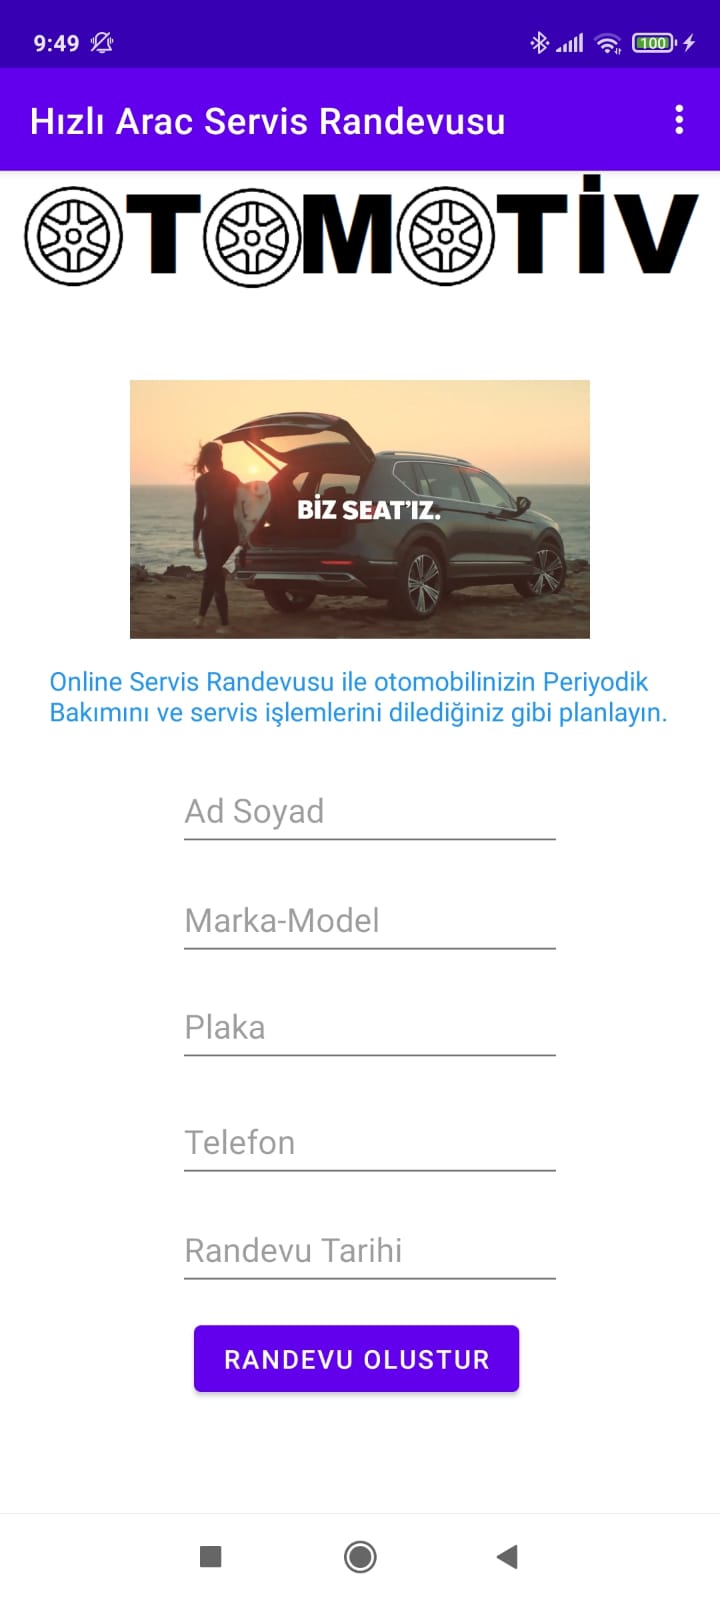 9:49
100
Hızlı Arac Servis Randevusu
OTOMOTİV
BİZ SEAT'IZ.
Online Servis Randevusu ile otomobilinizin Periyodik
Bakımını ve servis işlemlerini dilediğiniz gibi planlayın.
Ad Soyad
Marka-Model
Plaka
Telefon
Randevu Tarihi
RANDEVU OLUSTUR